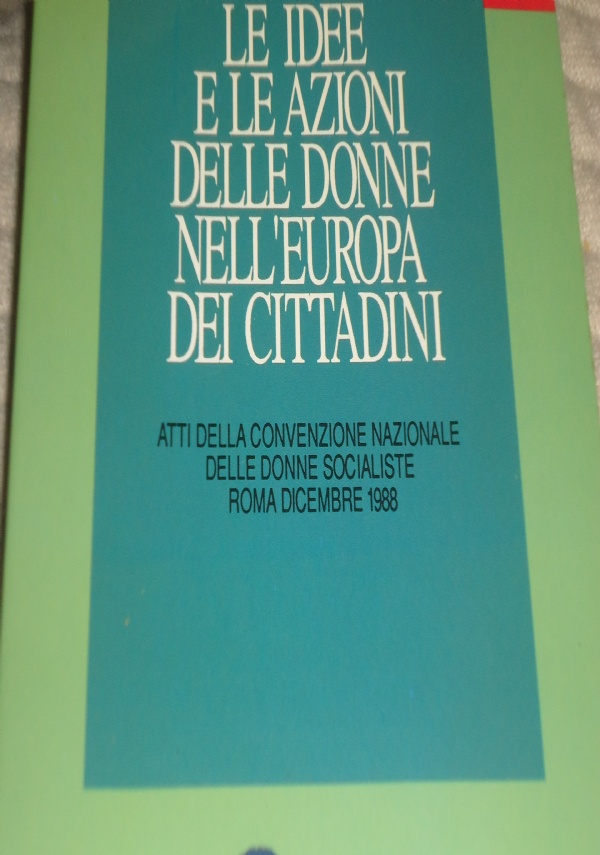 LE IDEE
E LE AZIONI
DELLE DONNE
NELL'EUROPA
DEI CITTADINI
ATTI DELLA CONVENZIONE NAZIONALE
DELLE DONNE SOCIALISTE
ROMA DICEMBRE 1988